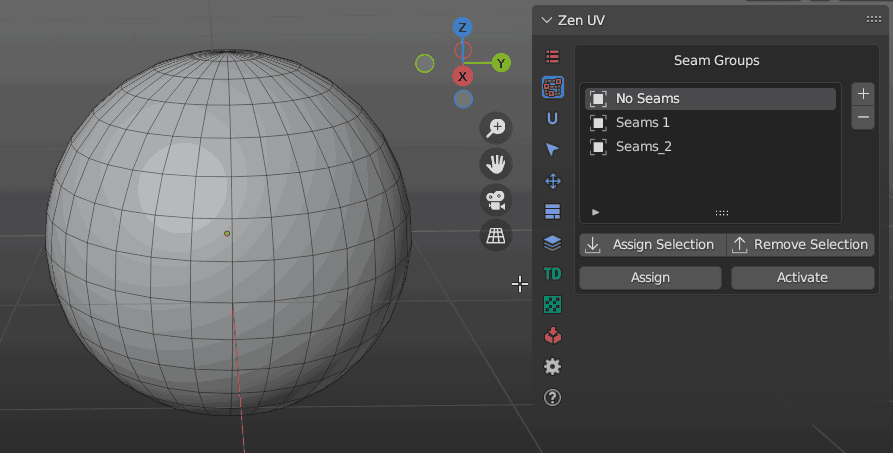 Zen UV
Z
Y
X
Seam Groups
No Seams
Seams 1
Seams_2
Assign Selection
Remove Selection
Assign
Activate
U
TD
?